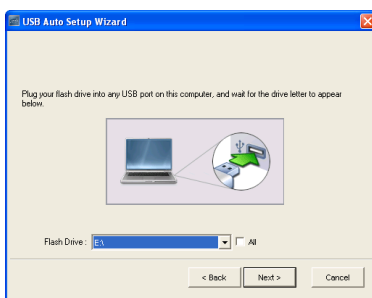 USB Auto Setup Wizard
Plug your flash drive into any USB port on this computer, and wait for the drive letter to appear
below.
Flash Drive : E:\
All
< Back
Next >
Cancel